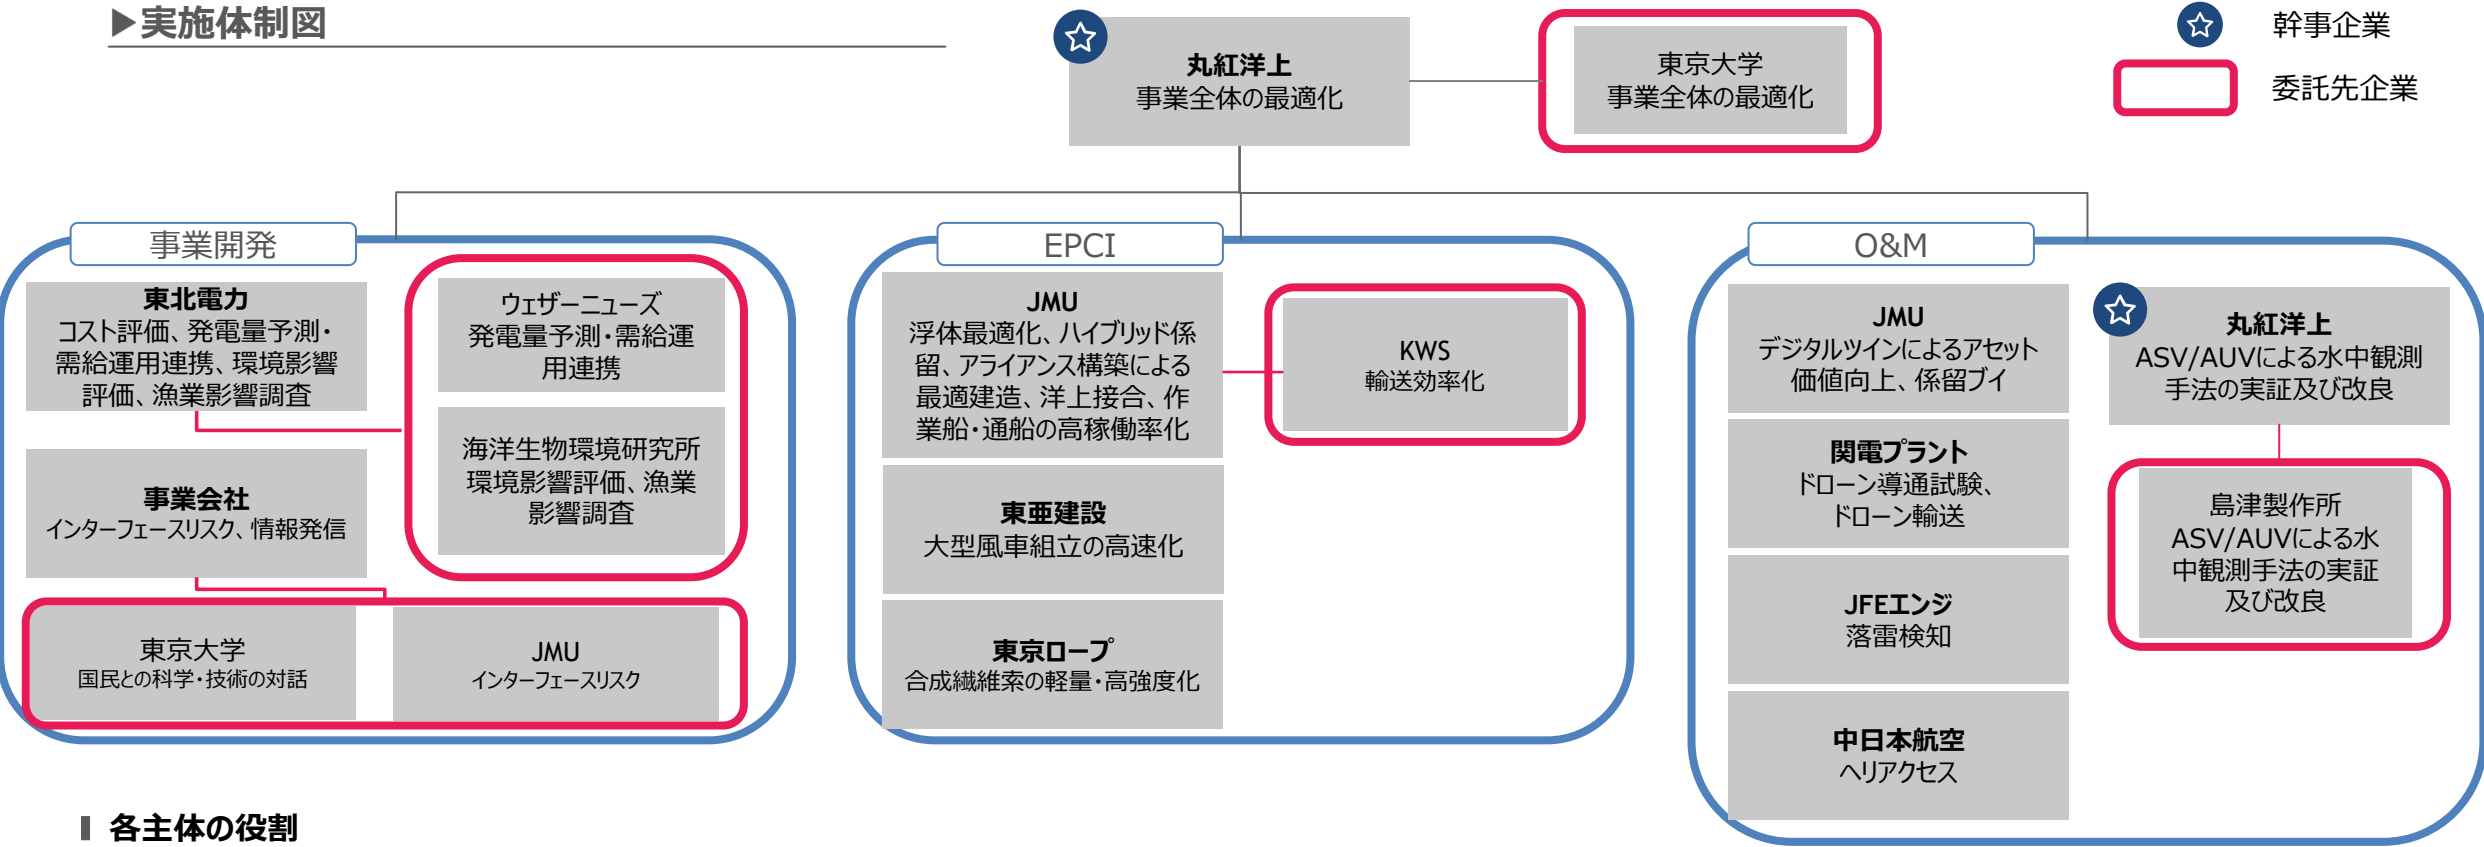 ▶実施体制図
丸紅洋上
事業全体の最適化
東京大学
事業全体の最適化
幹事企業
委託先企業
事業開発
東北電力
コスト評価、発電量予測・
需給運用連携、環境影響
評価、漁業影響調査
ウェザーニューズ
発電量予測・需給運
用連携
海洋生物環境研究所
環境影響評価、漁業
影響調査
事業会社
インターフェースリスク、情報発信
東京大学
国民との科学・技術の対話
JMU
インターフェースリスク
EPCI
JMU
浮体最適化、ハイブリッド係
留、アライアンス構築による
最適建造、洋上接合、作
業船・通船の高稼働率化
KWS
輸送効率化
東亜建設
大型風車組立の高速化
東京ロープ
合成繊維索の軽量・高強度化
O&M
JMU
デジタルツインによるアセット
価値向上、係留ブイ
丸紅洋上
ASV/AUVによる水中観測
手法の実証及び改良
関電プラント
ドローン導通試験、
ドローン輸送
島津製作所
ASV/AUVによる水
中観測手法の実証
及び改良
JFEエンジ
落雷検知
中日本航空
ヘリアクセス
各主体の役割